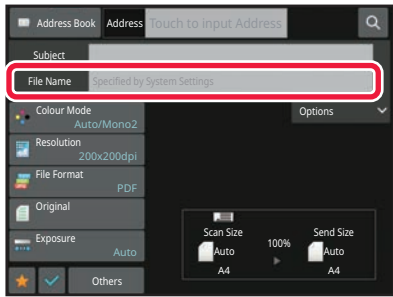 Address Book Address Touch to input Address
Subject
File Name Specified by System Settings
Colour Mode
Auto/Mono2
Options
Resolution
200x200dpi
File Format
PDF
Original
Scan Size
Send Size
Exposure
Auto
Auto
100%
Auto
A4
A4
Others